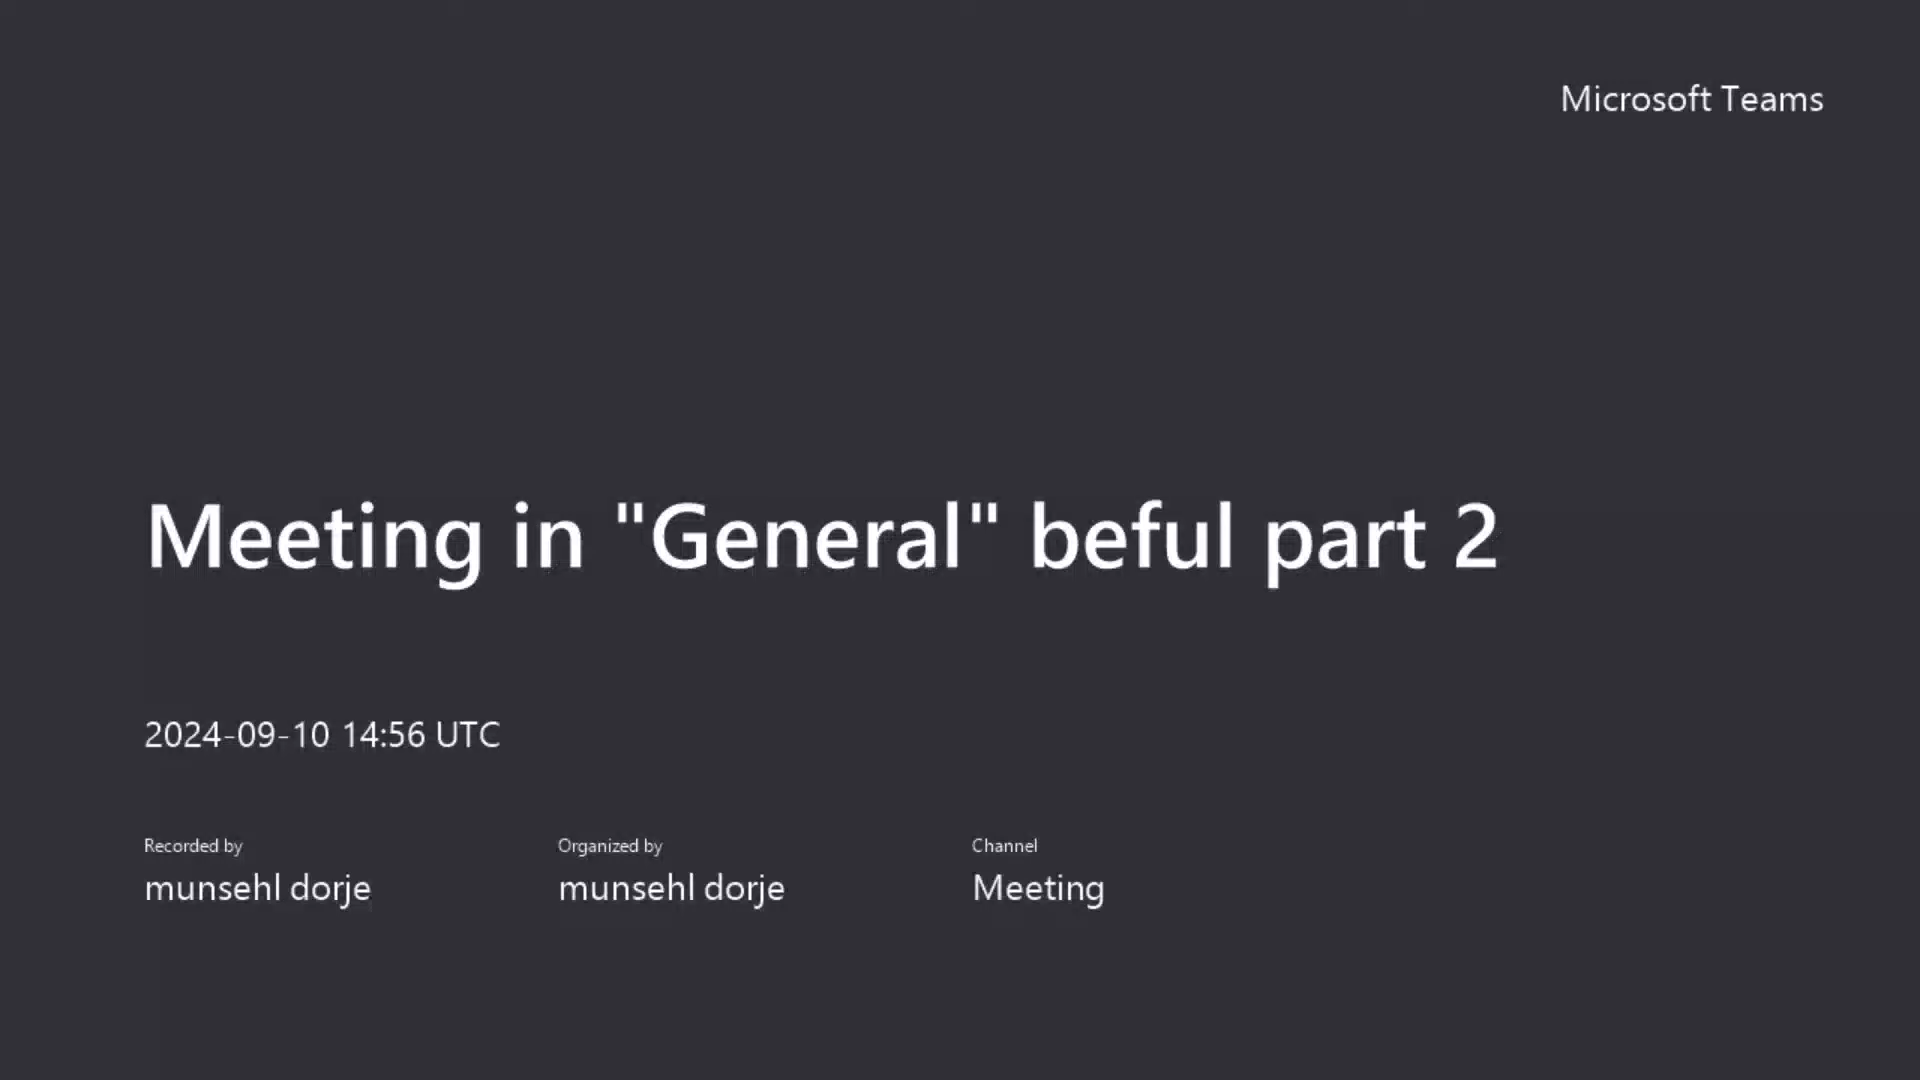 Microsoft Teams
Meeting in "General" beful part 2
2024-09-10 14:56 UTC
Recorded by
munsehl dorje
Organized by
munsehl dorje
Channel
Meeting